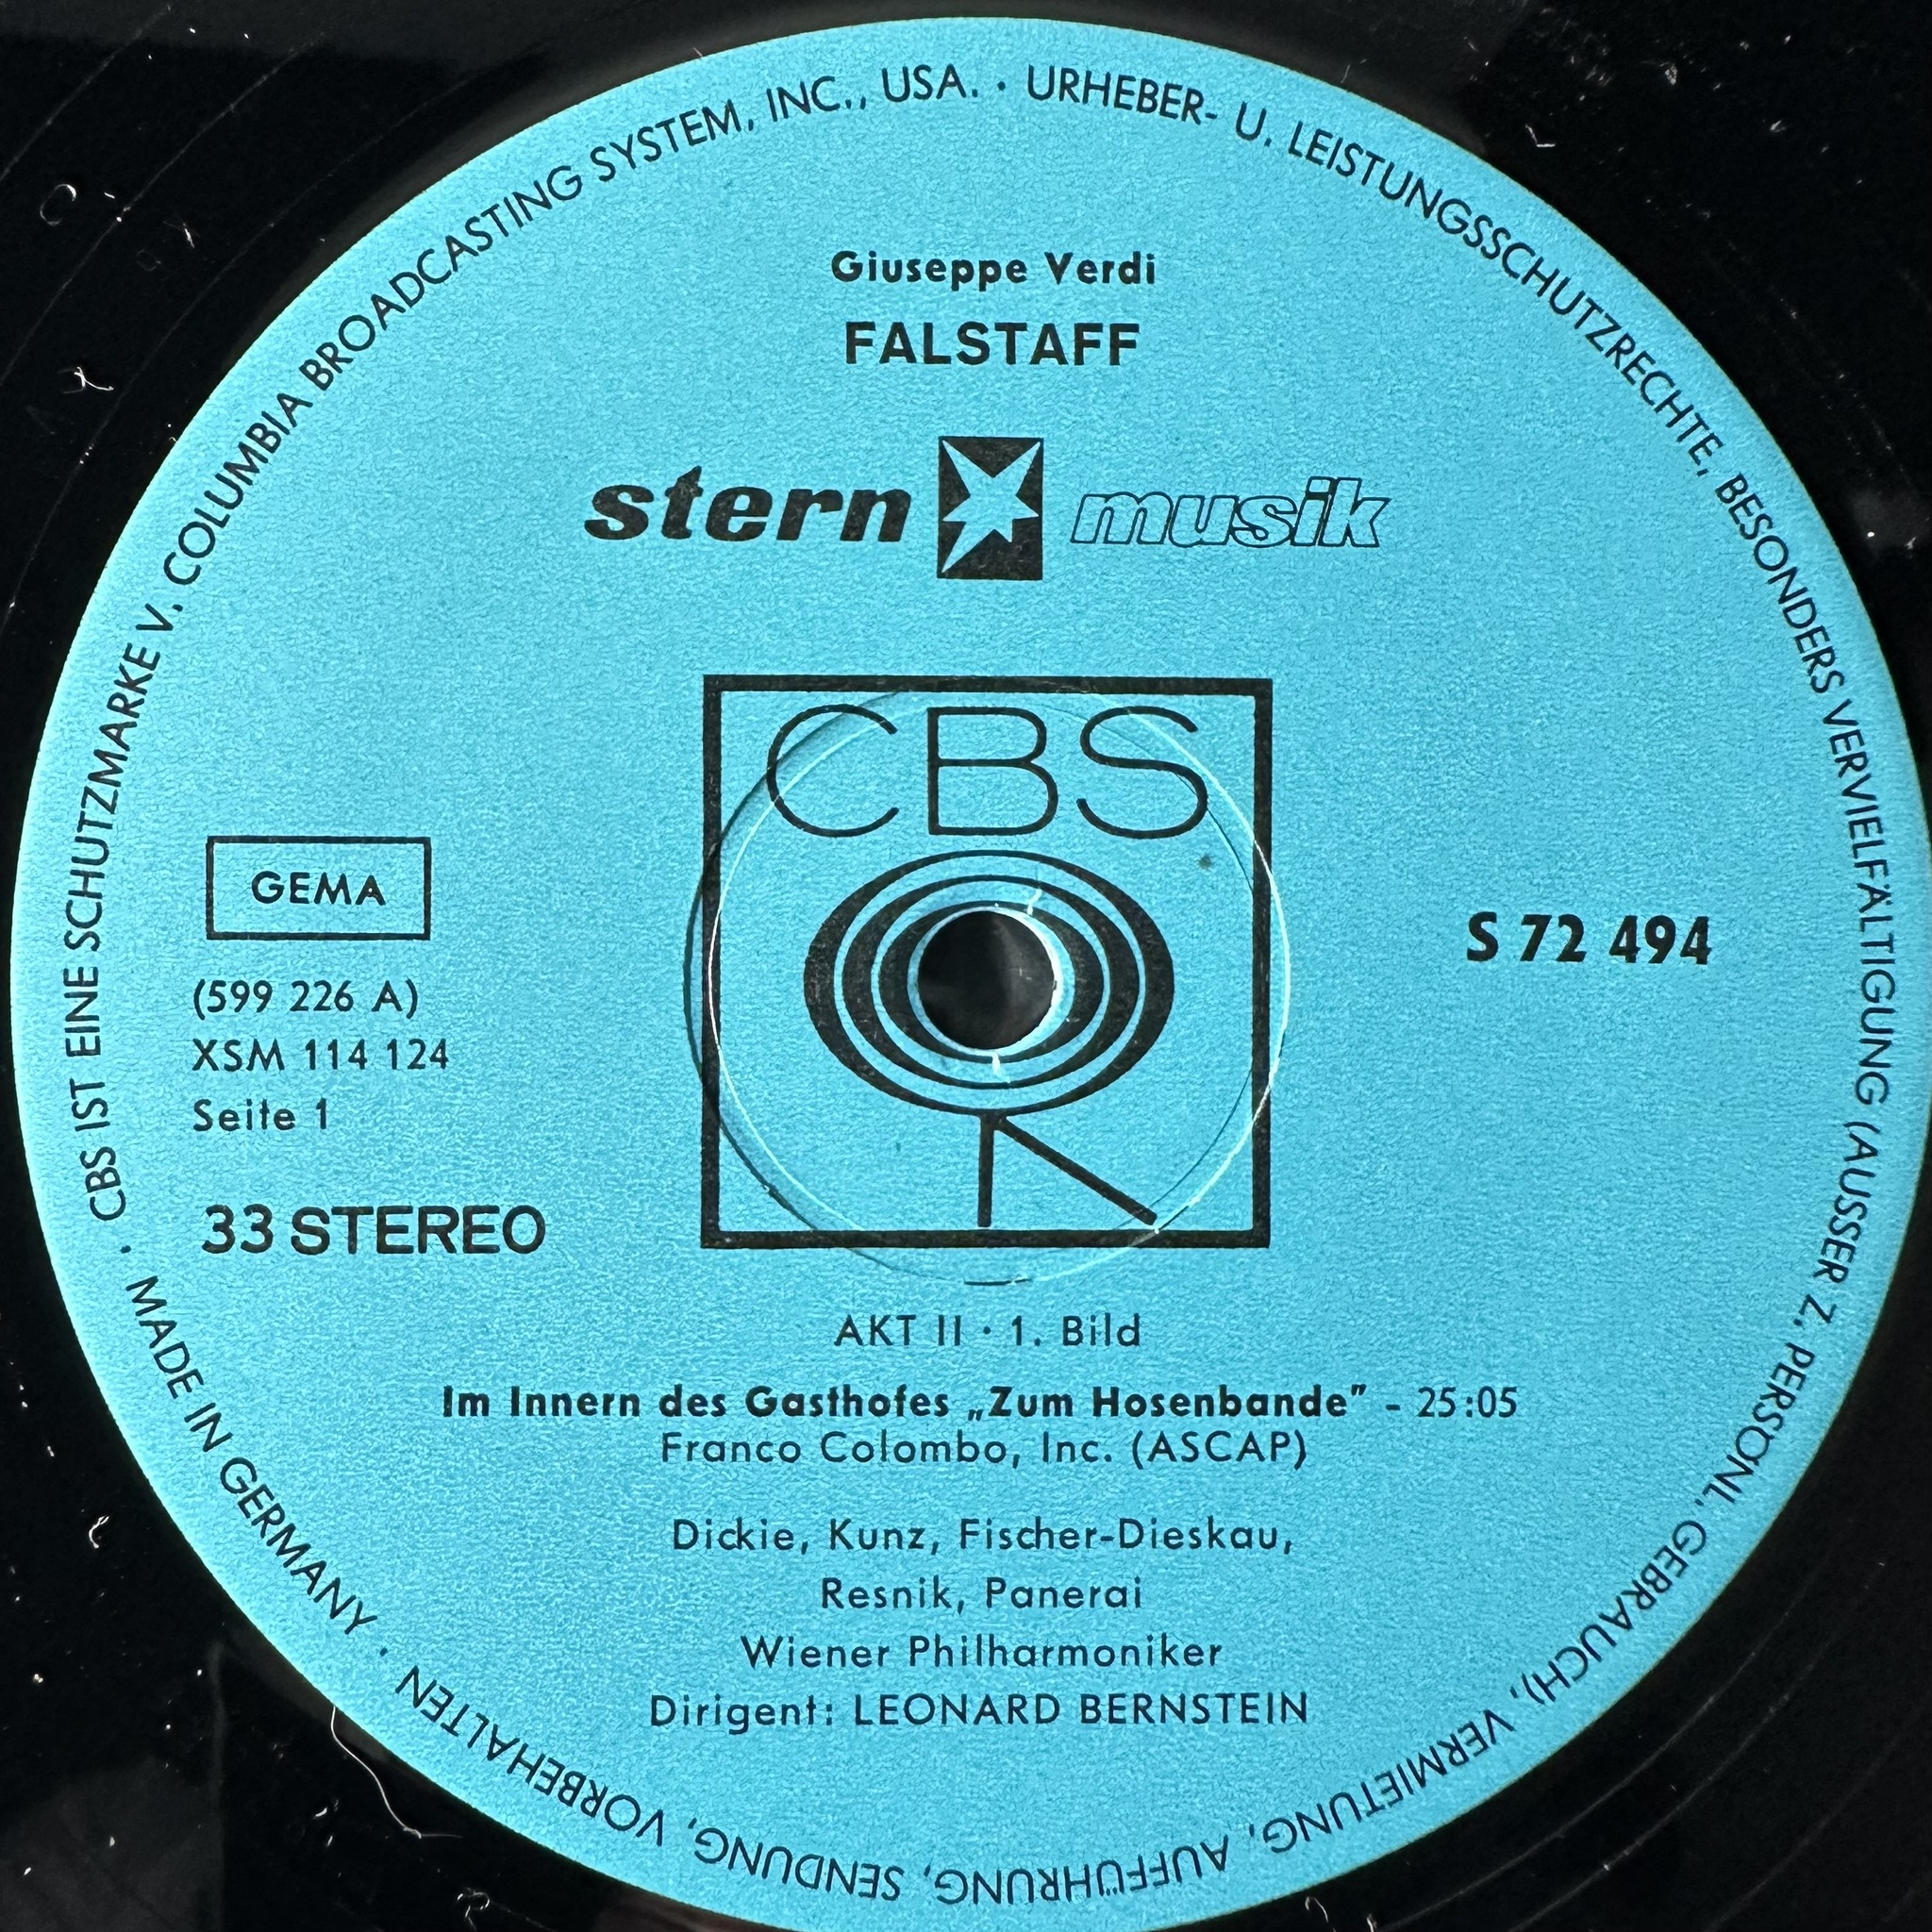 CBS IST EINE SCHUTZMARKE V. COLUMBIA BROADCASTING SYSTEM, INC., USA. · URHEBER- U. LEISTUNGSSCHUTZRECHTE, BESONDERS VERVIELFÄLTIGUNG (AUSSER Z. PERSÖNL. GEBRAUCH), VERMIETUNG, AUFFÜHRUNG, SENDUNG, VORBEHALTEN · MADE IN GERMANY ·
Giuseppe Verdi
FALSTAFF
stern musik
CBS
GEMA
(599 226 A)
XSM 114 124
Seite 1
33 STEREO
S 72 494
AKT II · 1. Bild
Im Innern des Gasthofes „Zum Hosenbande" - 25:05
Franco Colombo, Inc. (ASCAP)
Dickie, Kunz, Fischer-Dieskau,
Resnik, Panerai
Wiener Philharmoniker
Dirigent: LEONARD BERNSTEIN